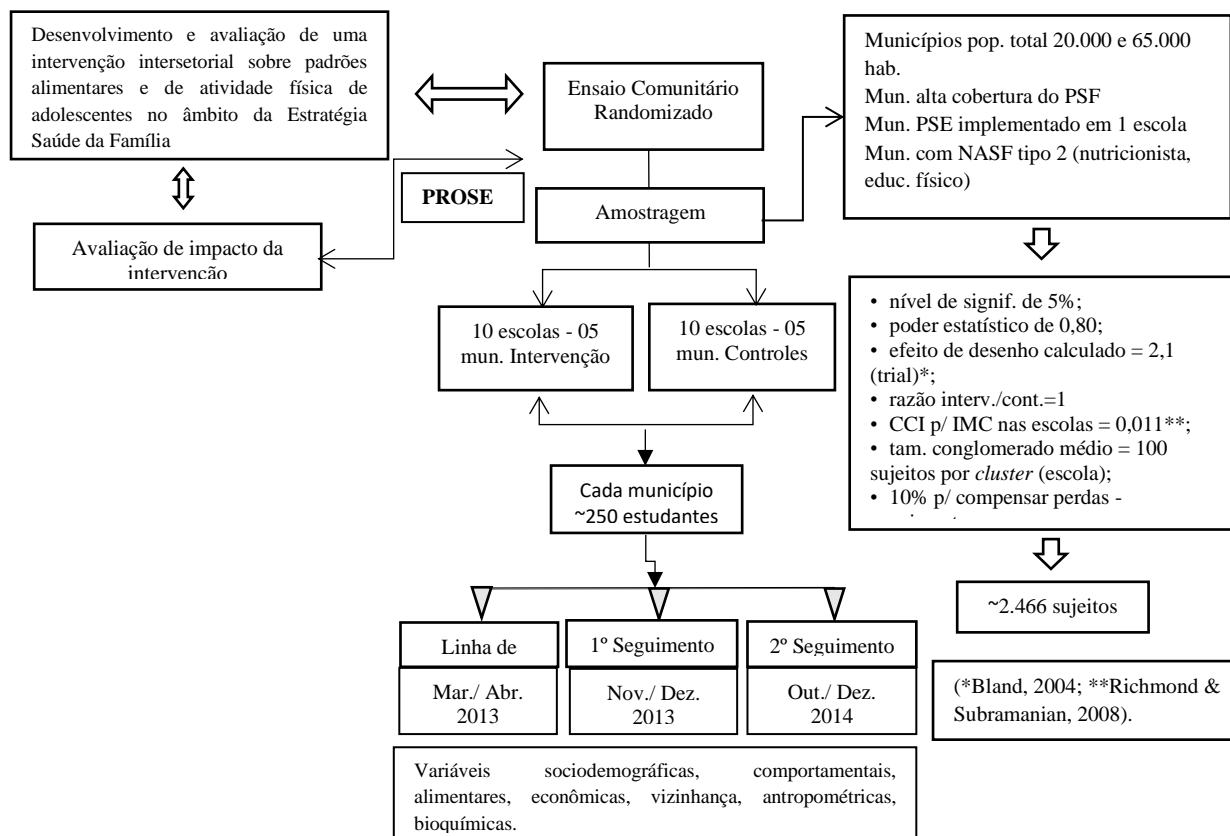 Desenvolvimento e avaliação de uma
intervenção intersetorial sobre padrões
alimentares e de atividade física de
adolescentes no âmbito da Estratégia
Saúde da Família
Avaliação de impacto da
intervenção
PROSE
Ensaio Comunitário
Randomizado
Amostragem
Municípios pop. total 20.000 e 65.000
hab.
Mun. alta cobertura do PSF
Mun. PSE implementado em 1 escola
Mun. com NASF tipo 2 (nutricionista,
educ. físico)
10 escolas - 05
mun. Intervenção
10 escolas - 05
mun. Controles
• nível de signif. de 5%;
• poder estatístico de 0,80;
• efeito de desenho calculado = 2,1
(trial)*;
• razão interv./cont.=1
• CCI p/ IMC nas escolas = 0,011**;
• tam. conglomerado médio = 100
sujeitos por cluster (escola);
• 10% p/ compensar perdas -
Cada município
~250 estudantes
~2.466 sujeitos
(*Bland, 2004; **Richmond &
Subramanian, 2008).
Linha de
Mar./ Abr.
2013
1º Seguimento
Nov./ Dez.
2013
2º Seguimento
Out./ Dez.
2014
Variáveis sociodemográficas, comportamentais,
alimentares, econômicas, vizinhança, antropométricas,
bioquímicas.